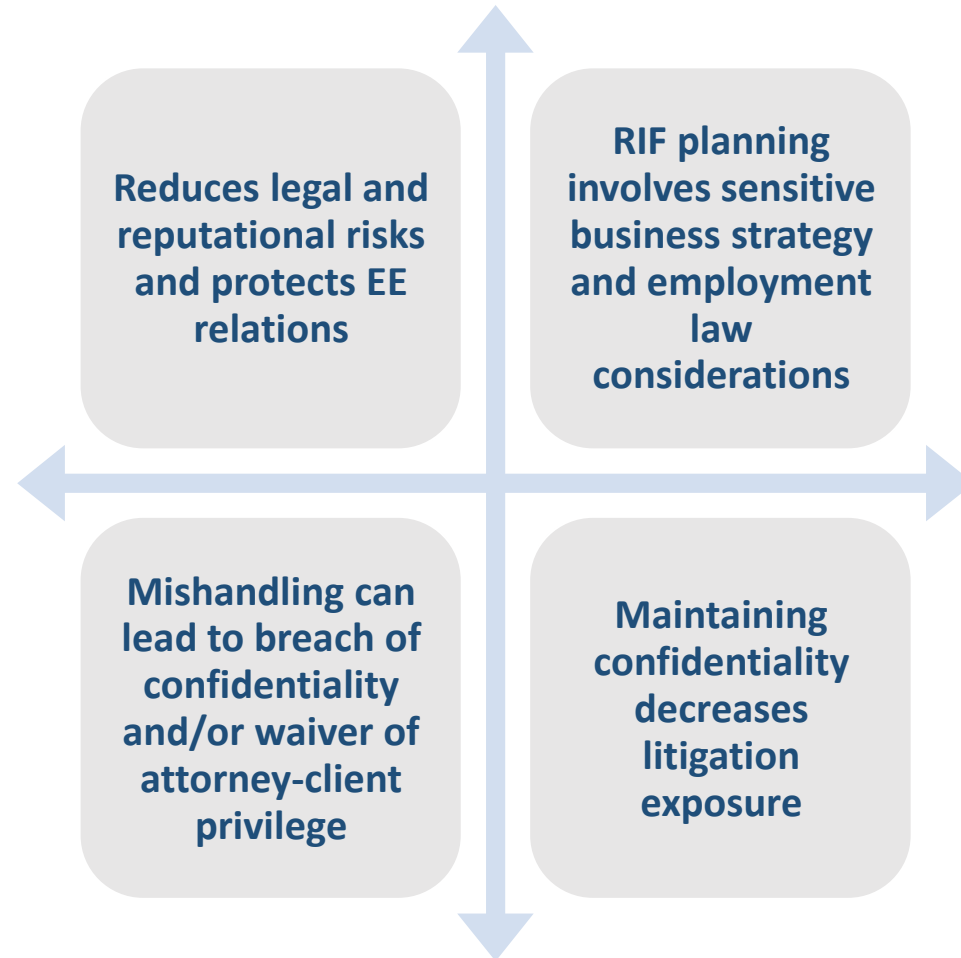 Reduces legal and
reputational risks
and protects EE
relations
RIF planning
involves sensitive
business strategy
and employment
law
considerations
Mishandling can
lead to breach of
confidentiality
and/or waiver of
attorney-client
privilege
Maintaining
confidentiality
decreases
litigation
exposure